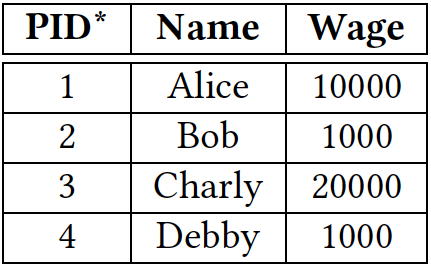 PID* Name Wage
1 Alice 10000
2 Bob 1000
3 Charly 20000
4 Debby 1000